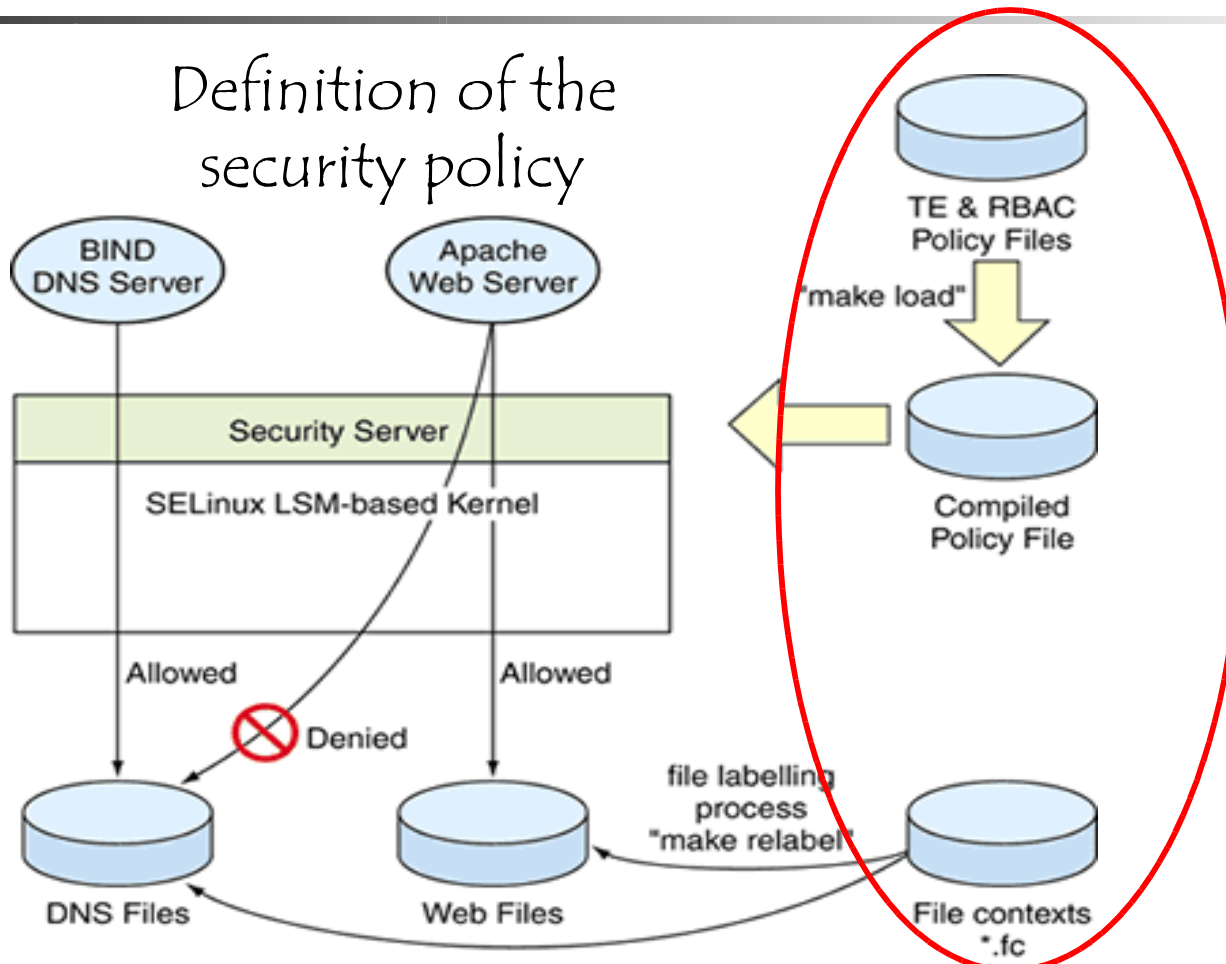 Definition of the
security policy
BIND
DNS Server
Apache
Web Server
TE & RBAC
Policy Files
"make load"
Security Server
SELinux LSM-based Kernel
Compiled
Policy File
Allowed
Denied
Allowed
file labelling
process
"make relabel"
DNS Files
Web Files
File contexts
*.fc